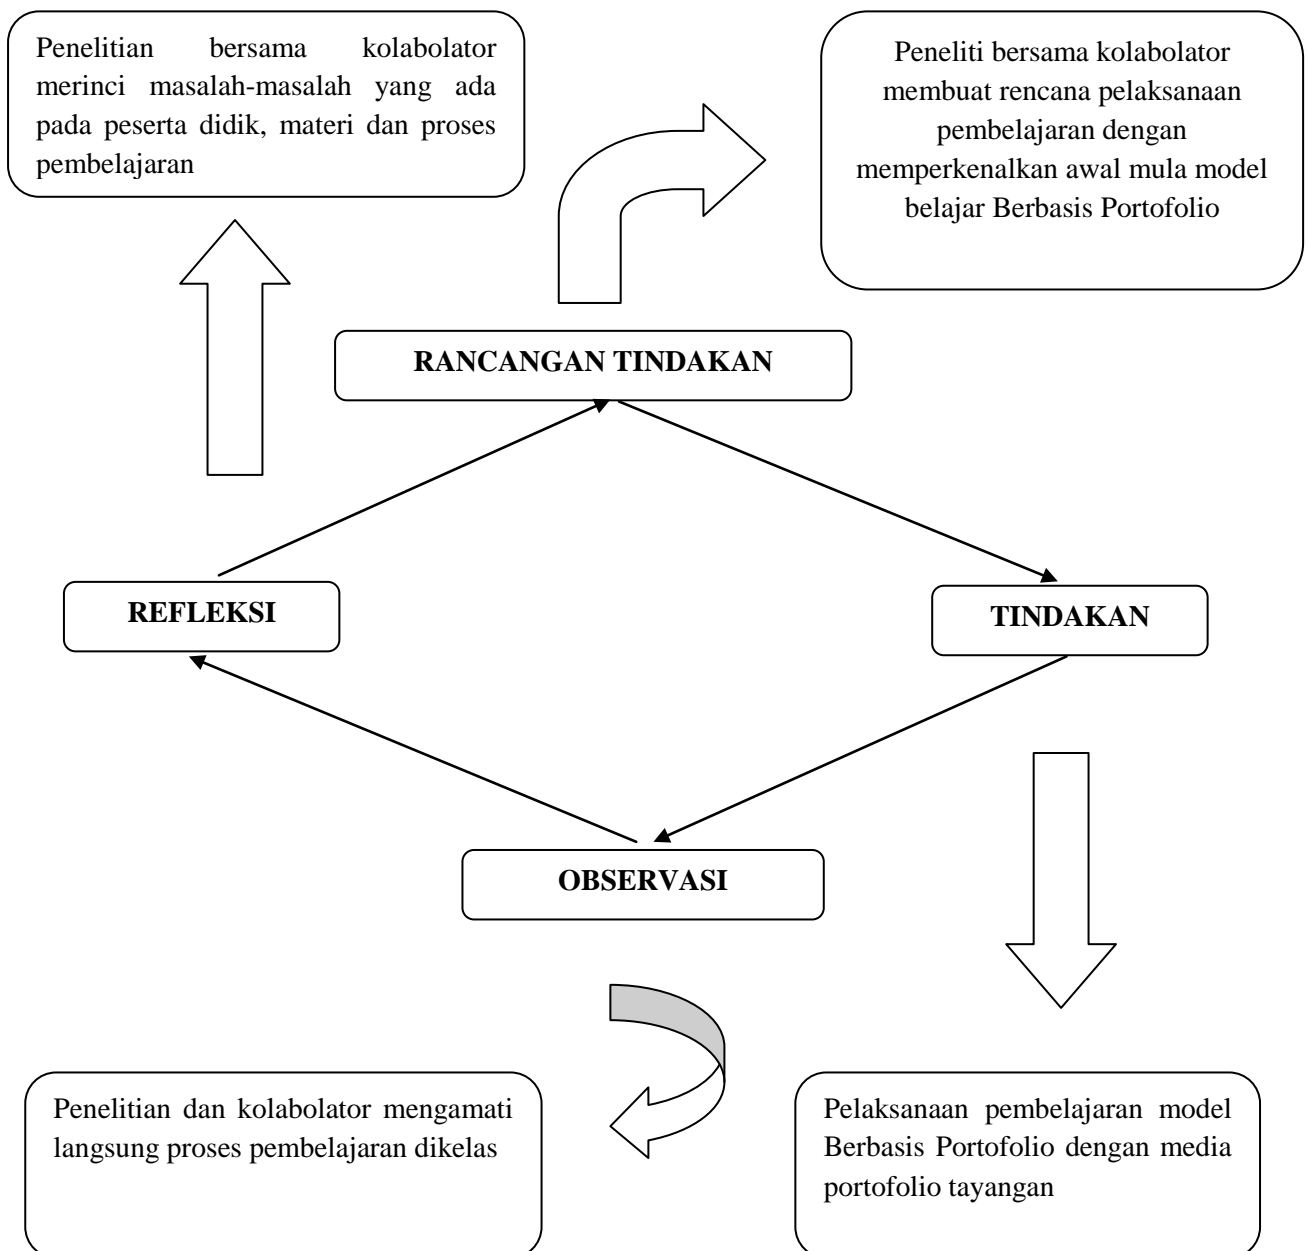 Penelitian bersama kolabolator
merinci masalah-masalah yang ada
pada peserta didik, materi dan proses
pembelajaran
Peneliti bersama kolabolator
membuat rencana pelaksanaan
pembelajaran dengan
memperkenalkan awal mula model
belajar Berbasis Portofolio
RANCANGAN TINDAKAN
REFLEKSI
TINDAKAN
OBSERVASI
Penelitian dan kolabolator mengamati
langsung proses pembelajaran dikelas
Pelaksanaan pembelajaran model
Berbasis Portofolio dengan media
portofolio tayangan